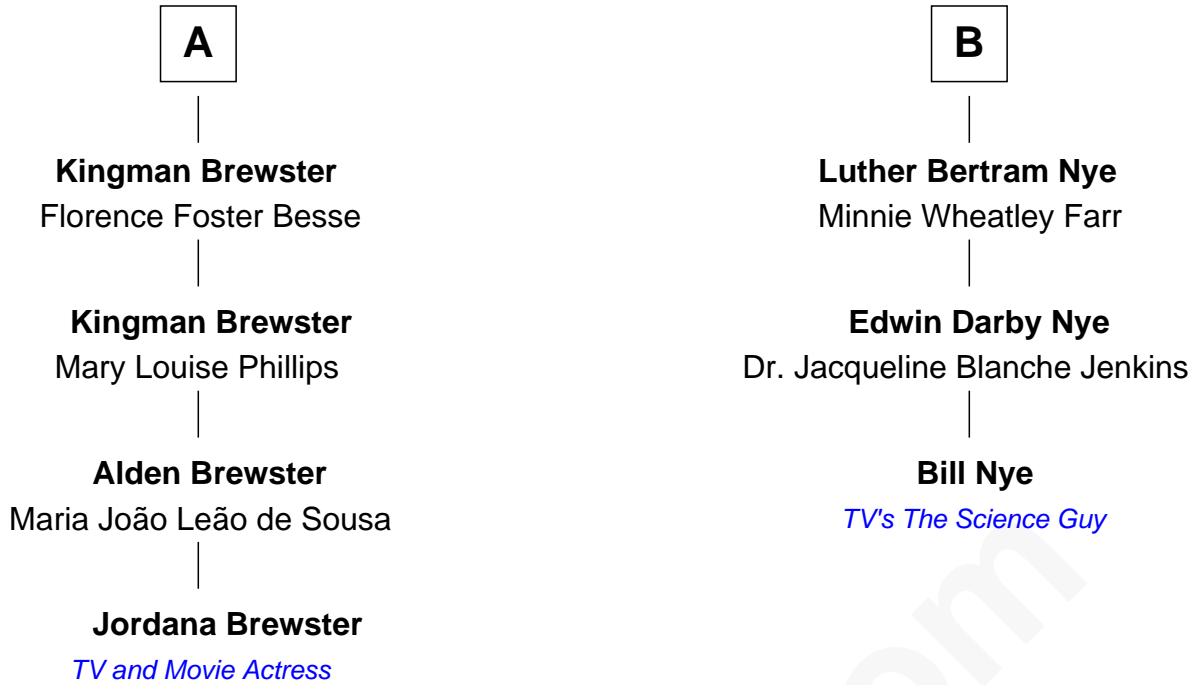 A
Kingman Brewster
Florence Foster Besse
Kingman Brewster
Mary Louise Phillips
Alden Brewster
Maria João Leão de Sousa
Jordana Brewster
TV and Movie Actress
B
Luther Bertram Nye
Minnie Wheatley Farr
Edwin Darby Nye
Dr. Jacqueline Blanche Jenkins
Bill Nye
TV's The Science Guy
om